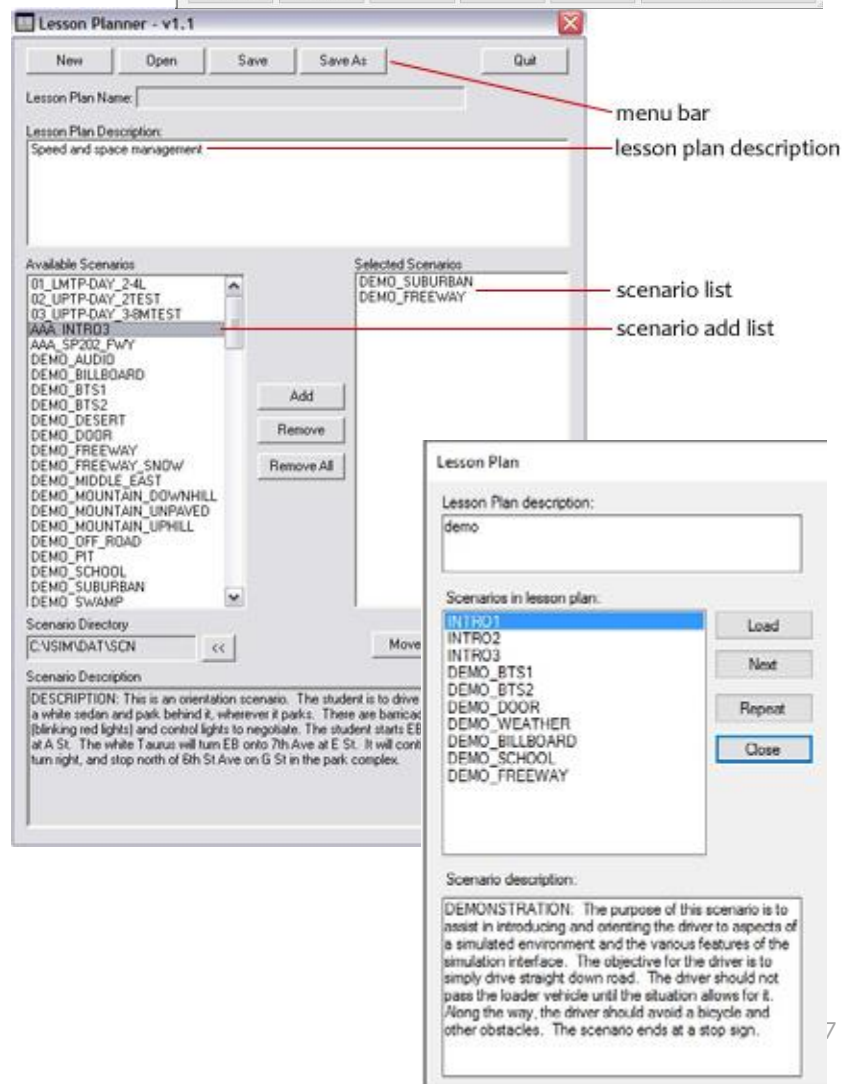 Lesson Planner - v1.1
New Open Save Save As Quit
Lesson Plan Name:
menu bar
Lesson Plan Description:
Speed and space management
lesson plan description
Available Scenarios
01_LMTP-DAY_2-4L
02_UPTP-DAY_2TEST
03_UPTP-DAY_3-8MTEST
AAA_INTRO3
AAA_SP202_FWY
DEMO_AUDIO
DEMO_BILLBOARD
DEMO_BTS1
DEMO_BTS2
DEMO_DESERT
DEMO_DOOR
DEMO_FREEWAY
DEMO_FREEWAY_SNOW
DEMO_MIDDLE_EAST
DEMO_MOUNTAIN_DOWNHILL
DEMO_MOUNTAIN_UNPAVED
DEMO_MOUNTAIN_UPHILL
DEMO_OFF_ROAD
DEMO_PIT
DEMO_SCHOOL
DEMO_SUBURBAN
DEMO_SWAMP
Add
Remove
Remove All
Selected Scenarios
DEMO_SUBURBAN
DEMO_FREEWAY
scenario list
scenario add list
Scenario Directory
C:\ISIM\DAT\SCN
<<
Move
Scenario Description
DESCRIPTION: This is an orientation scenario. The student is to drive
a white sedan and park behind it, wherever it parks. There are barricad
(blinking red lights) and control lights to negotiate. The student starts EB
at A St. The white Taurus will turn EB onto 7th Ave at E St. It will cont
turn right, and stop north of 6th St Ave on G St in the park complex.
Lesson Plan
Lesson Plan description:
demo
Scenarios in lesson plan:
INTRO1
INTRO2
INTRO3
DEMO_BTS1
DEMO_BTS2
DEMO_DOOR
DEMO_WEATHER
DEMO_BILLBOARD
DEMO_SCHOOL
DEMO_FREEWAY
Load
Next
Repeat
Close
Scenario description:
DEMONSTRATION: The purpose of this scenario is to
assist in introducing and orienting the driver to aspects of
a simulated environment and the various features of the
simulation interface. The objective for the driver is to
simply drive straight down road. The driver should not
pass the loader vehicle until the situation allows for it.
Along the way, the driver should avoid a bicycle and
other obstacles. The scenario ends at a stop sign.
7